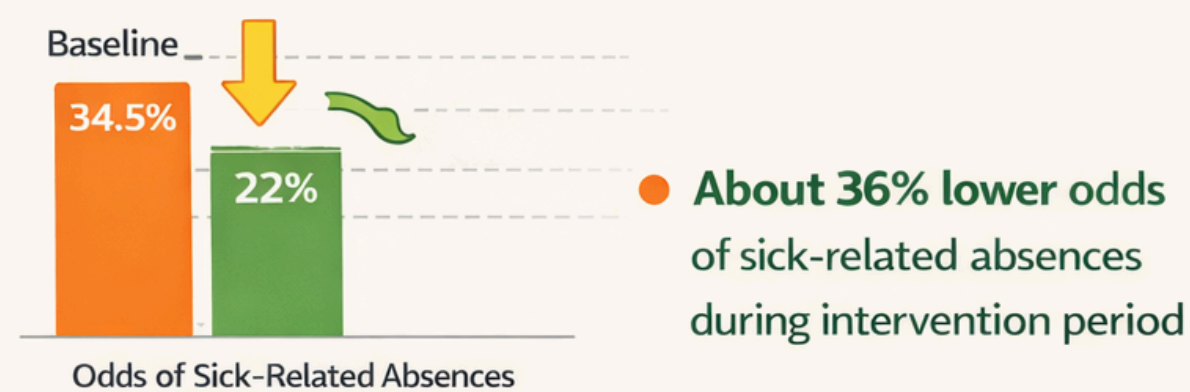 Baseline
34.5%
22%
Odds of Sick-Related Absences
About 36% lower odds
of sick-related absences
during intervention period